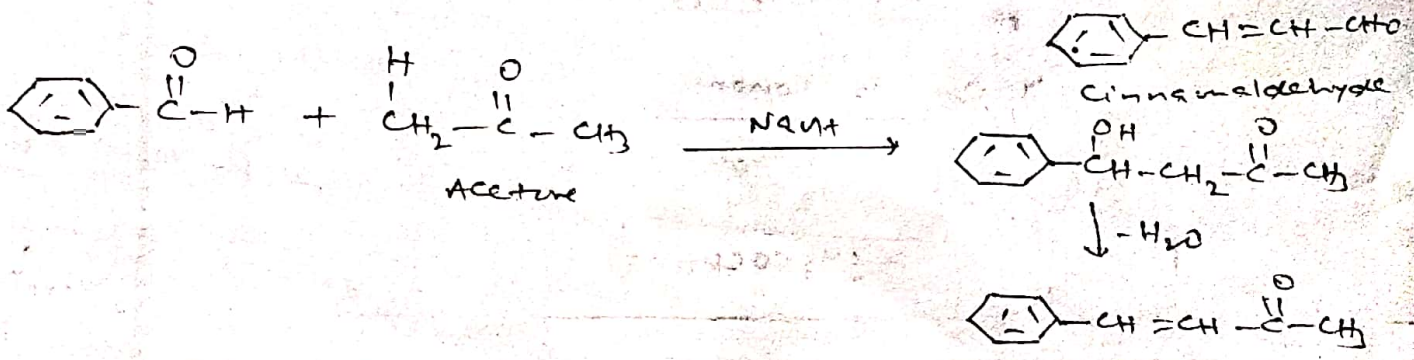 CH=CH-CHO
Cinnamaldehyde
O
C-H + H CH2-C-CH3 O NaOH OH CH-CH2-C-CH3 O
Acetone
-H2O
CH=CH-C-CH3 O